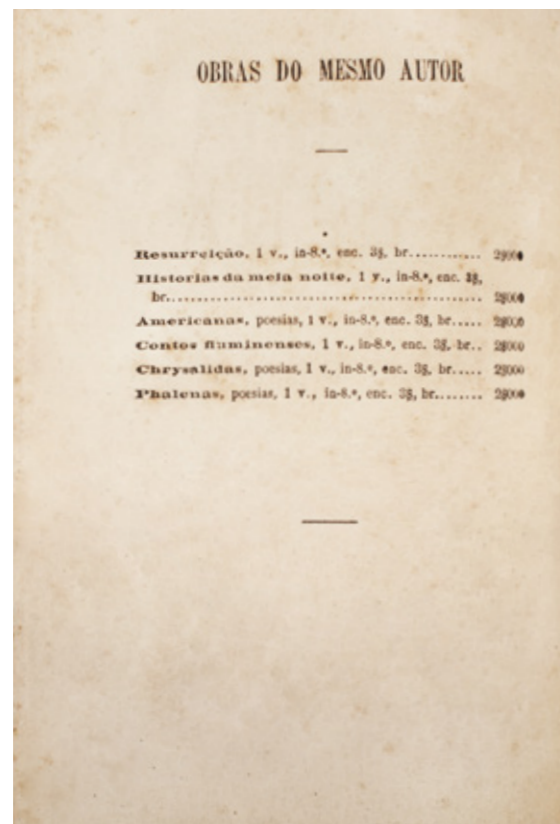 OBRAS DO MESMO AUTOR
Resurreição, 1 v., in-8.º, enc. 3$, br............ 2$000
Historias da meia noite, 1 v., in-8.º, enc. 3$,
br................................................ 2$000
Americanas, poesias, 1 v., in-8.º, enc. 3$, br..... 2$000
Contos fluminenses, 1 v., in-8.º, enc. 3$, br.. 2$000
Chrysalidas, poesias, 1 v., in-8.º, enc. 3$, br..... 2$000
Phalenas, poesias, 1 v., in-8.º, enc. 3$, br........ 2$000